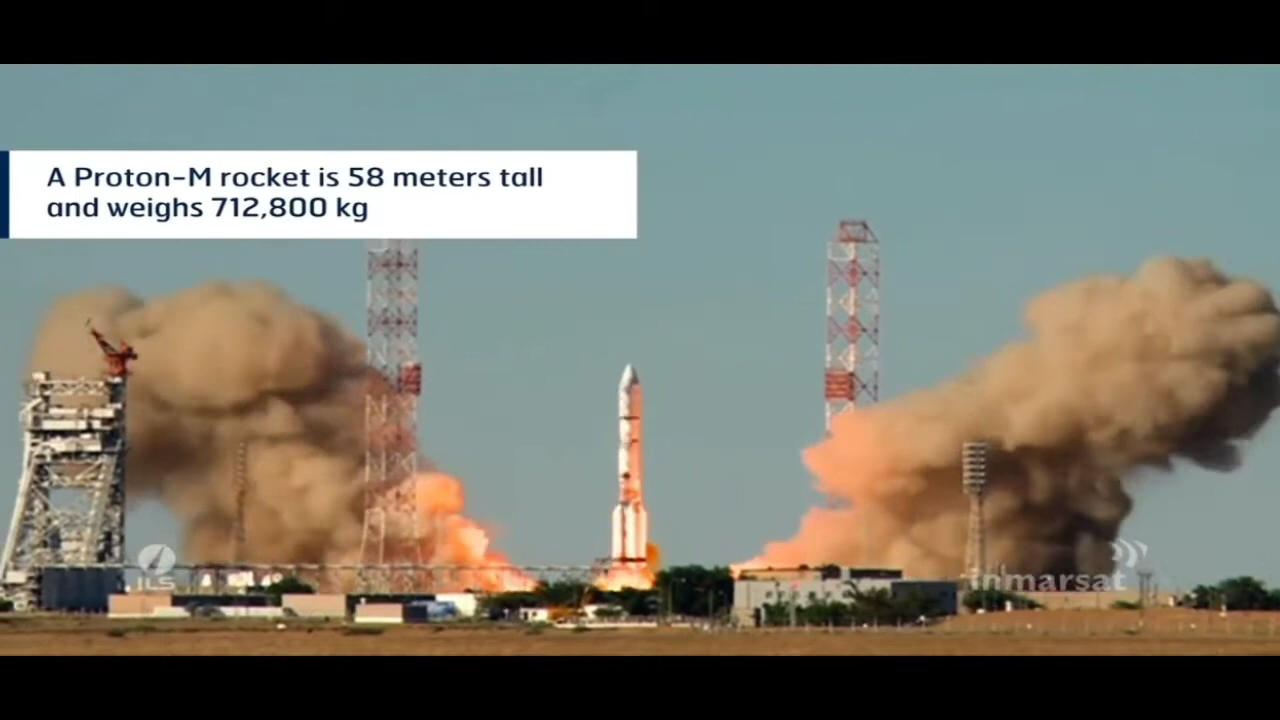 A Proton-M rocket is 58 meters tall
and weighs 712,800 kg
ILS
inmarsat